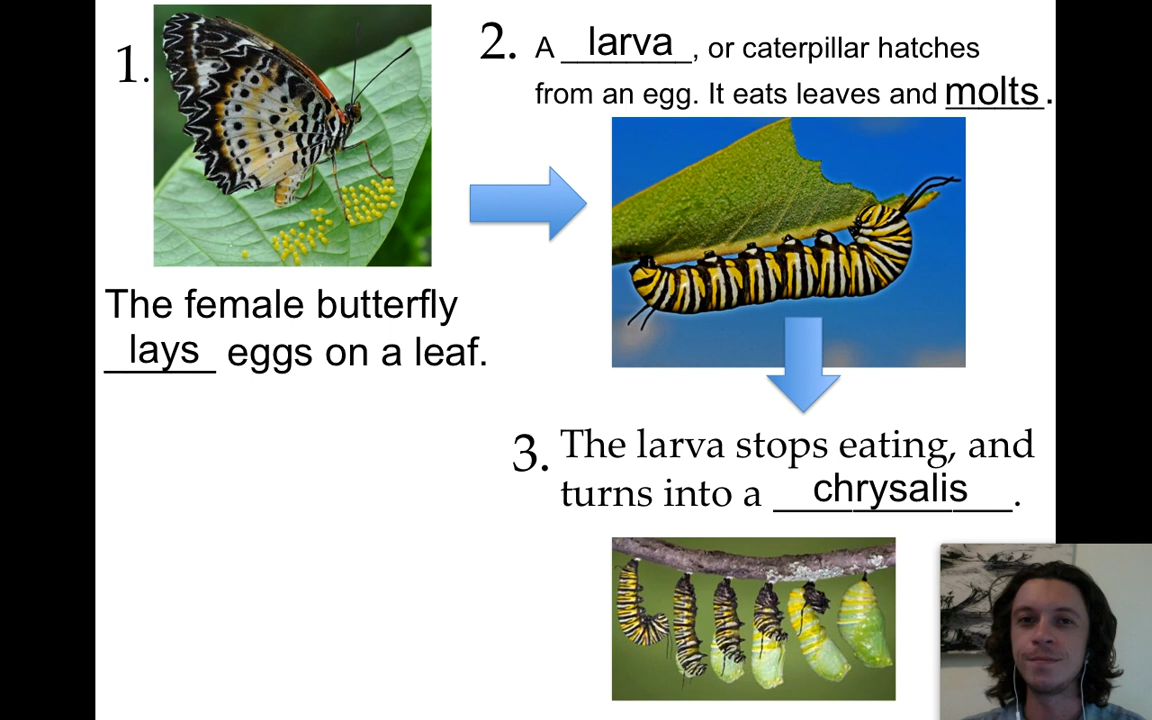 1.
The female butterfly
lays eggs on a leaf.
2. A larva, or caterpillar hatches
from an egg. It eats leaves and molts.
3. The larva stops eating, and
turns into a chrysalis.